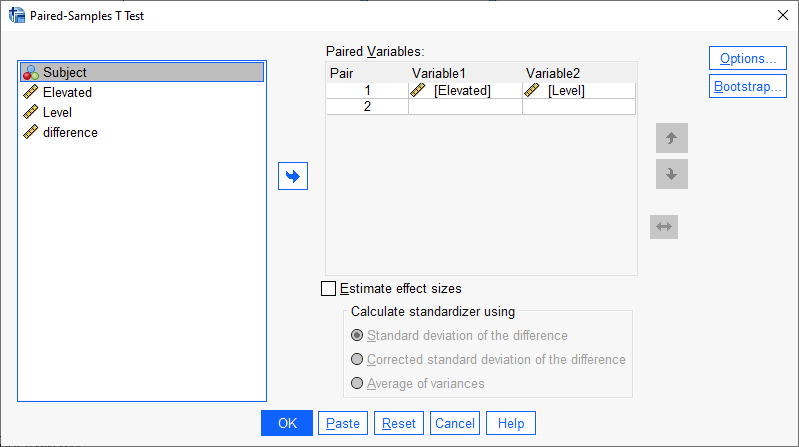 Paired-Samples T Test
Subject
Elevated
Level
difference
Paired Variables:
Pair Variable1 Variable2
1 [Elevated] [Level]
2
Estimate effect sizes
Calculate standardizer using
Standard deviation of the difference
Corrected standard deviation of the difference
Average of variances
Options...
Bootstrap...
OK Paste Reset Cancel Help